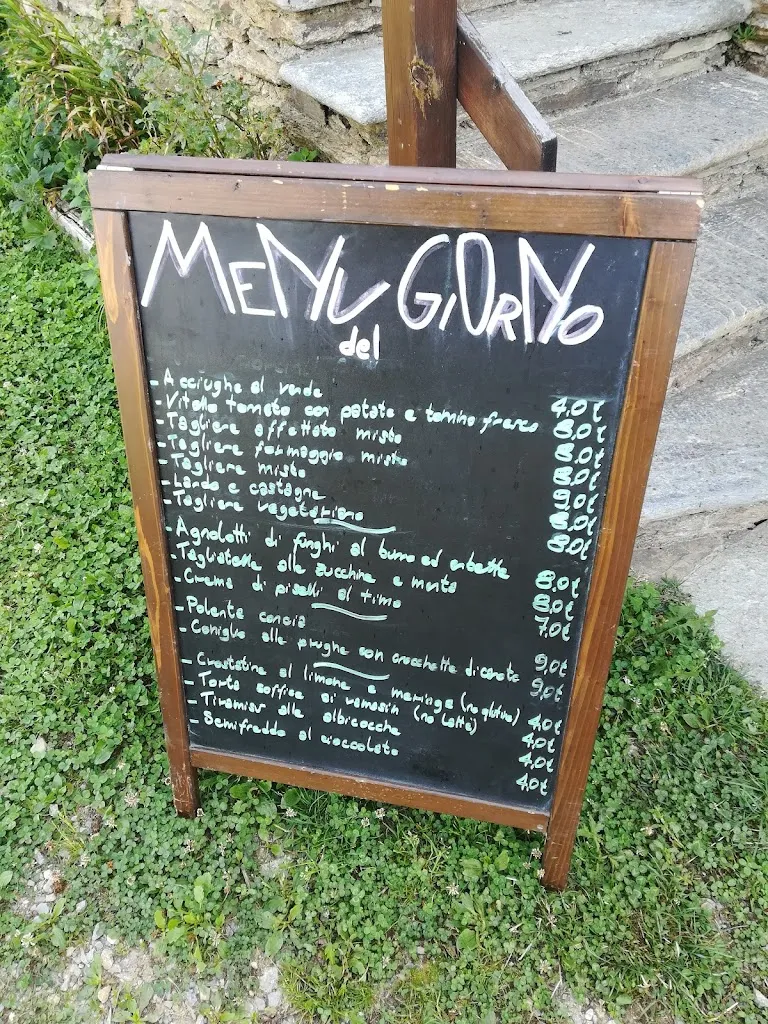 MENU GIORNO
del
- Acciughe al verde 4,0€
- Vitello tonnato con patate e tomino fresco 8,0€
- Tagliere affettato misto 8,0€
- Tagliere formaggio misto 8,0€
- Tagliere misto 9,0€
- Lardo e castagne 8,0€
- Tagliere vegetariano 8,0€
- Agnolotti di funghi al burro ed erbette 8,0€
- Tagliatelle alle zucchine e menta 8,0€
- Crema di piselli al timo 7,0€
- Polenta concia 9,0€
- Coniglio alle prugne con crocchette di carote 9,0€
- Crostatine al limone e meringa (no glutine) 4,0€
- Torta soffice ai (no latte) 4,0€
- Tiramisu alle albicocche 4,0€
- Semifreddo al cioccolato 4,0€